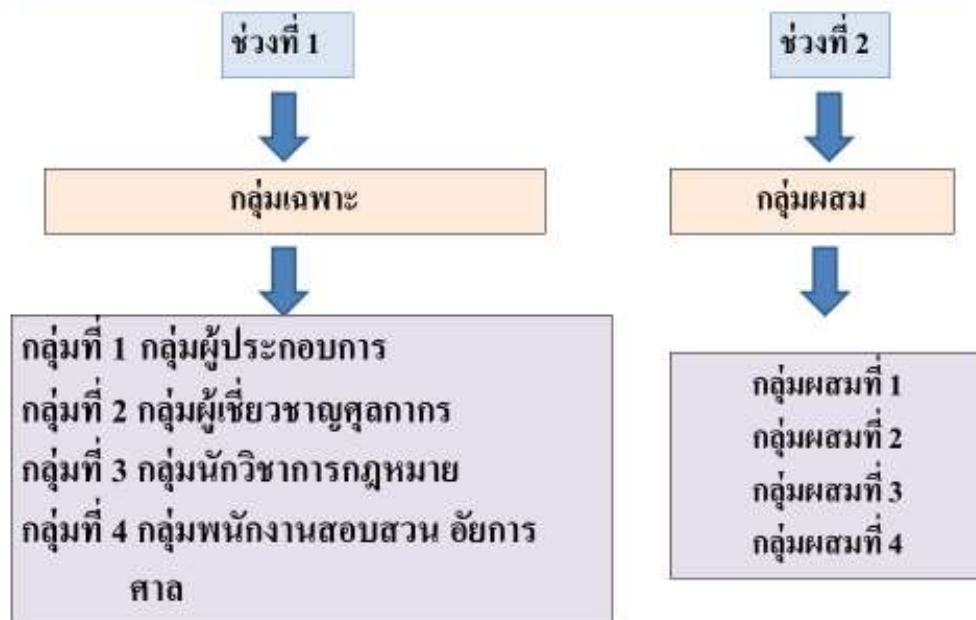 ช่วงที่ 1
กลุ่มเฉพาะ
กลุ่มที่ 1 กลุ่มผู้ประกอบการ
กลุ่มที่ 2 กลุ่มผู้เชี่ยวชาญศุลกากร
กลุ่มที่ 3 กลุ่มนักวิชาการกฎหมาย
กลุ่มที่ 4 กลุ่มพนักงานสอบสวน อัยการ
ศาล
ช่วงที่ 2
กลุ่มผสม
กลุ่มผสมที่ 1
กลุ่มผสมที่ 2
กลุ่มผสมที่ 3
กลุ่มผสมที่ 4